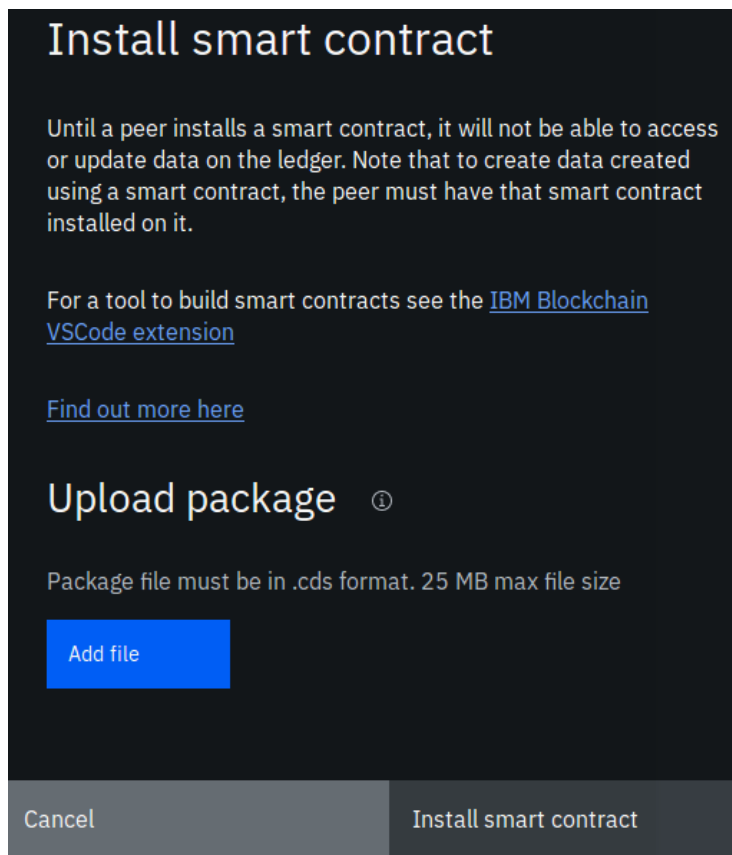 Install smart contract
Until a peer installs a smart contract, it will not be able to access
or update data on the ledger. Note that to create data created
using a smart contract, the peer must have that smart contract
installed on it.
For a tool to build smart contracts see the IBM Blockchain
VSCode extension
Find out more here
Upload package
Package file must be in .cds format. 25 MB max file size
Add file
Cancel
Install smart contract